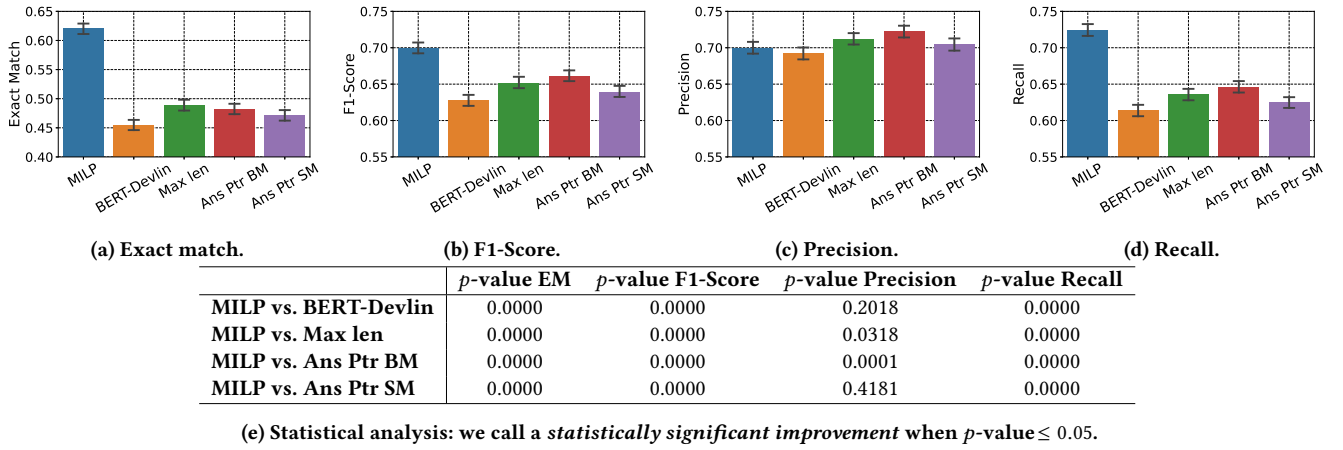 0.65
0.60
0.55
0.50
0.45
0.40
Exact Match
MILP
BERT-Devlin
Max len
Ans Ptr BM
Ans Ptr SM
(a) Exact match.
0.75
0.70
0.65
0.60
0.55
F1-Score
MILP
BERT-Devlin
Max len
Ans Ptr BM
Ans Ptr SM
(b) F1-Score.
0.75
0.70
0.65
0.60
0.55
Precision
MILP
BERT-Devlin
Max len
Ans Ptr BM
Ans Ptr SM
(c) Precision.
0.75
0.70
0.65
0.60
0.55
Recall
MILP
BERT-Devlin
Max len
Ans Ptr BM
Ans Ptr SM
(d) Recall.
p-value EM p-value F1-Score p-value Precision p-value Recall
MILP vs. BERT-Devlin 0.0000 0.0000 0.2018 0.0000
MILP vs. Max len 0.0000 0.0000 0.0318 0.0000
MILP vs. Ans Ptr BM 0.0000 0.0000 0.0001 0.0000
MILP vs. Ans Ptr SM 0.0000 0.0000 0.4181 0.0000
(e) Statistical analysis: we call a statistically significant improvement when p-value≤ 0.05.